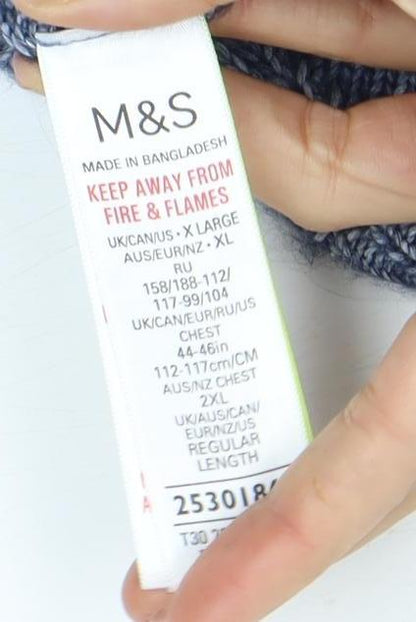 M&S
MADE IN BANGLADESH
KEEP AWAY FROM
FIRE & FLAMES
UK/CAN/US · X LARGE
AUS/EUR/NZ · XL
RU
158/188-112/
117-99/104
UK/CAN/EUR/RU/US
CHEST
44-46in
112-117cm/CM
AUS/NZ CHEST
2XL
UK/AUS/CAN/
EUR/NZ/US
REGULAR
LENGTH
A
253018
T30